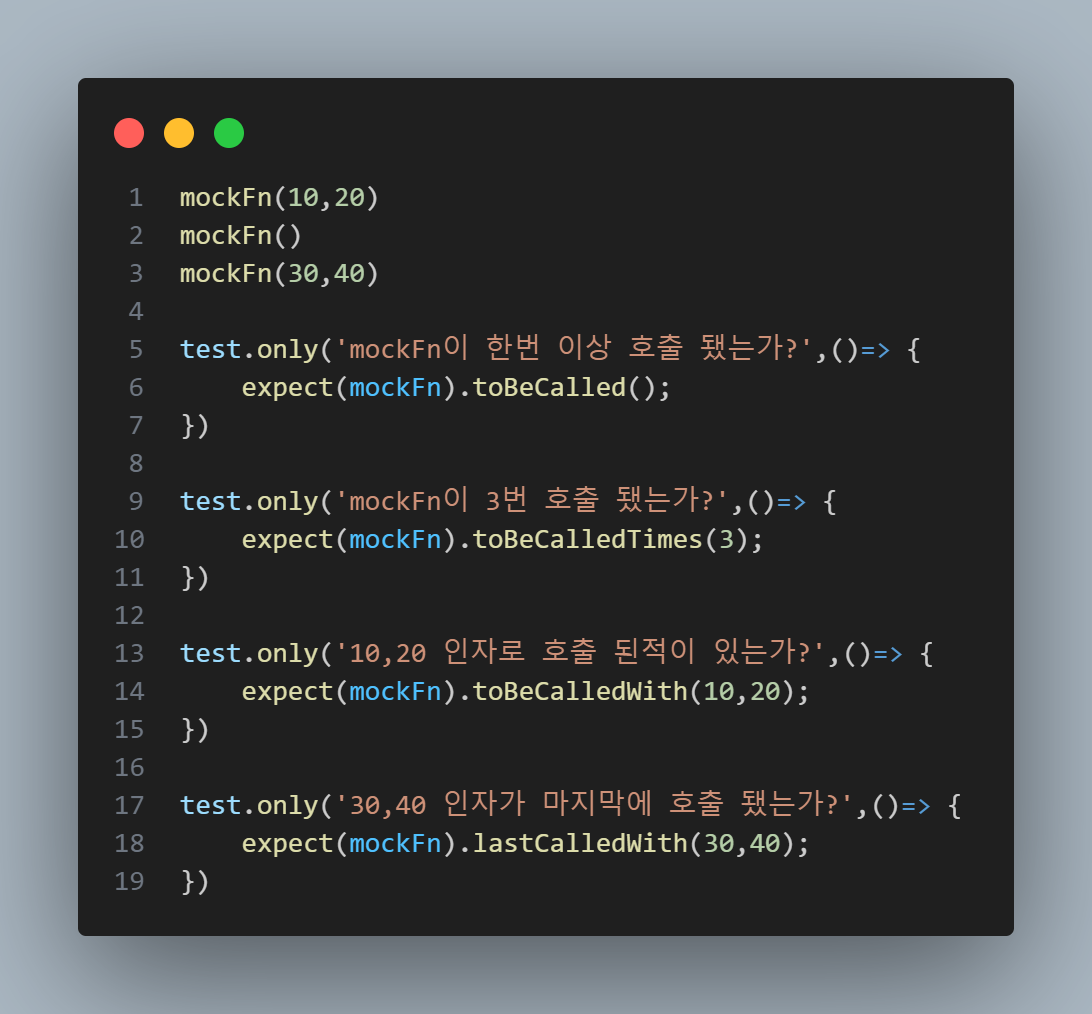 1 mockFn(10,20)
2 mockFn()
3 mockFn(30,40)
4
5 test.only('mockFn이 한번 이상 호출 됐는가?',()=> {
6     expect(mockFn).toBeCalled();
7 })
8
9 test.only('mockFn이 3번 호출 됐는가?',()=> {
10     expect(mockFn).toBeCalledTimes(3);
11 })
12
13 test.only('10,20 인자로 호출 된적이 있는가?',()=> {
14     expect(mockFn).toBeCalledWith(10,20);
15 })
16
17 test.only('30,40 인자가 마지막에 호출 됐는가?',()=> {
18     expect(mockFn).lastCalledWith(30,40);
19 })